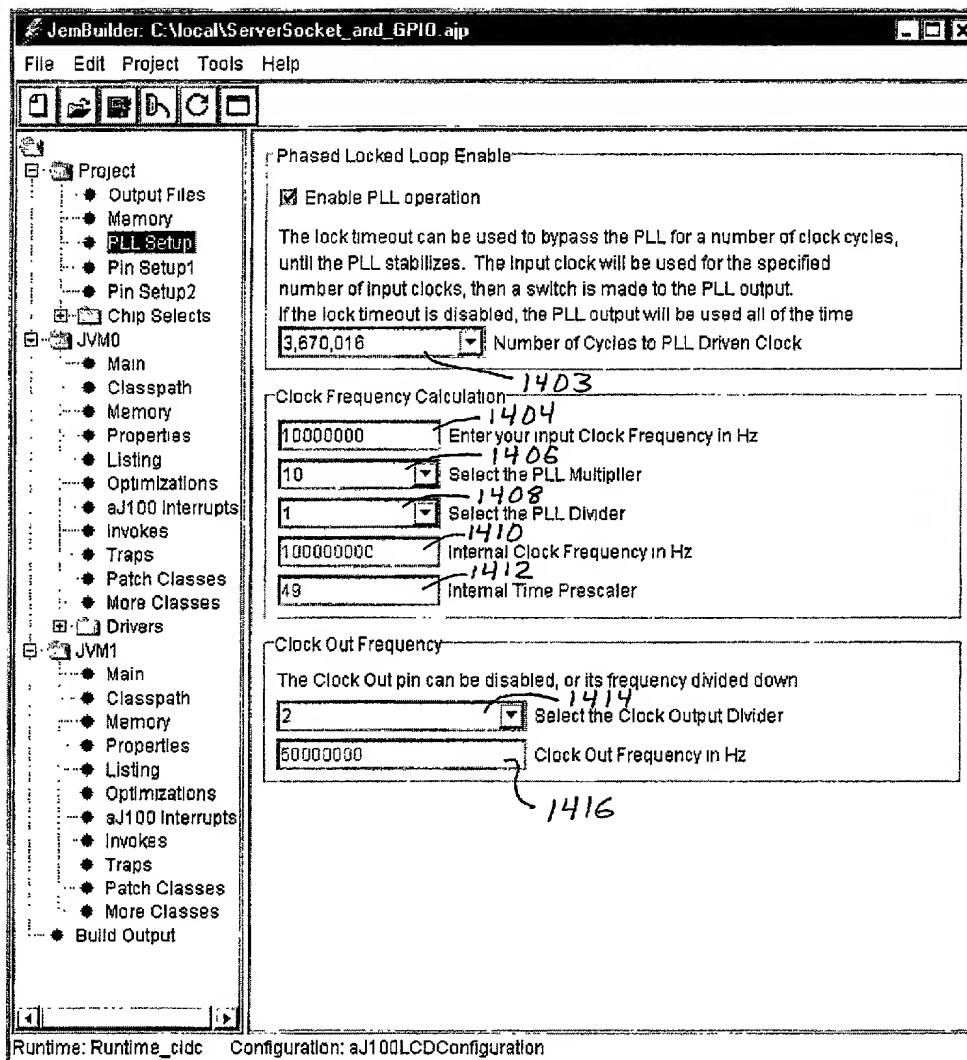 JemBuilder: C:\local\ServerSocket_and_GPIO.ajp
File Edit Project Tools Help
Project
Output Files
Memory
PLL Setup
Pin Setup1
Pin Setup2
Chip Selects
JVM0
Main
Classpath
Memory
Properties
Listing
Optimizations
aJ100 Interrupts
Invokes
Traps
Patch Classes
More Classes
Drivers
JVM1
Main
Classpath
Memory
Properties
Listing
Optimizations
aJ100 Interrupts
Invokes
Traps
Patch Classes
More Classes
Build Output
Phased Locked Loop Enable
Enable PLL operation
The lock timeout can be used to bypass the PLL for a number of clock cycles,
until the PLL stabilizes. The input clock will be used for the specified
number of input clocks, then a switch is made to the PLL output.
If the lock timeout is disabled, the PLL output will be used all of the time
3,670,016 Number of Cycles to PLL Driven Clock
1403
Clock Frequency Calculation
1404
10000000 Enter your input Clock Frequency in Hz
1406
10 Select the PLL Multiplier
1408
1 Select the PLL Divider
1410
100000000 Internal Clock Frequency in Hz
1412
49 Internal Time Prescaler
Clock Out Frequency
The Clock Out pin can be disabled, or its frequency divided down
1414
2 Select the Clock Output Divider
50000000 Clock Out Frequency in Hz
1416
Runtime: Runtime_cldc Configuration: aJ100LCDConfiguration